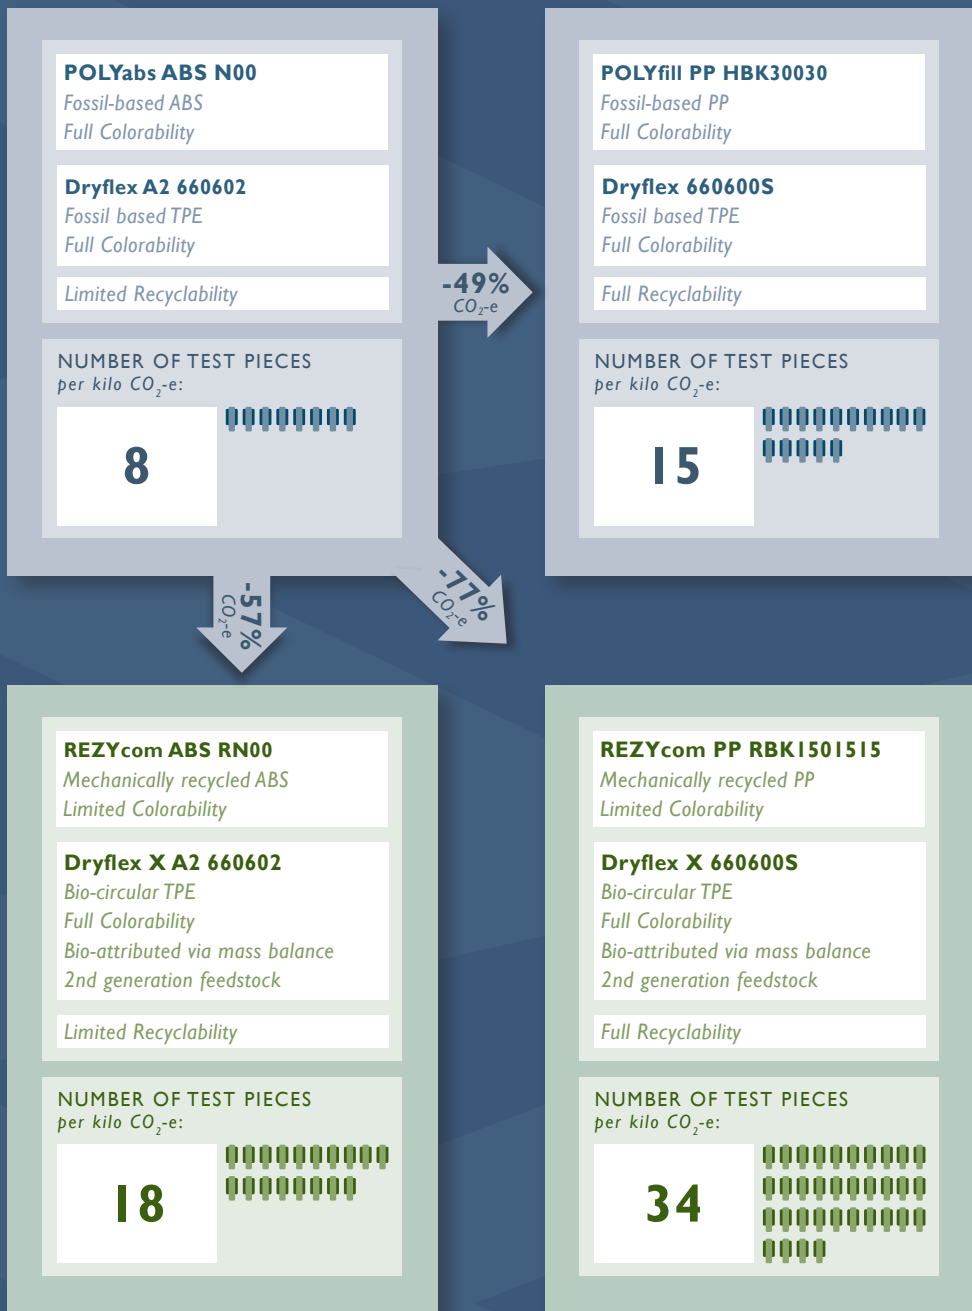 POLYabs ABS N00
Fossil-based ABS
Full Colorability
Dryflex A2 660602
Fossil based TPE
Full Colorability
Limited Recyclability
NUMBER OF TEST PIECES
per kilo CO₂-e:
8
-49%
CO₂-e
POLYfill PP HBK30030
Fossil-based PP
Full Colorability
Dryflex 660600S
Fossil based TPE
Full Colorability
Full Recyclability
NUMBER OF TEST PIECES
per kilo CO₂-e:
15
-57%
CO₂-e
-77%
CO₂-e
REZYcom ABS RN00
Mechanically recycled ABS
Limited Colorability
Dryflex X A2 660602
Bio-circular TPE
Full Colorability
Bio-attributed via mass balance
2nd generation feedstock
Limited Recyclability
NUMBER OF TEST PIECES
per kilo CO₂-e:
18
REZYcom PP RBK1501515
Mechanically recycled PP
Limited Colorability
Dryflex X 660600S
Bio-circular TPE
Full Colorability
Bio-attributed via mass balance
2nd generation feedstock
Full Recyclability
NUMBER OF TEST PIECES
per kilo CO₂-e:
34